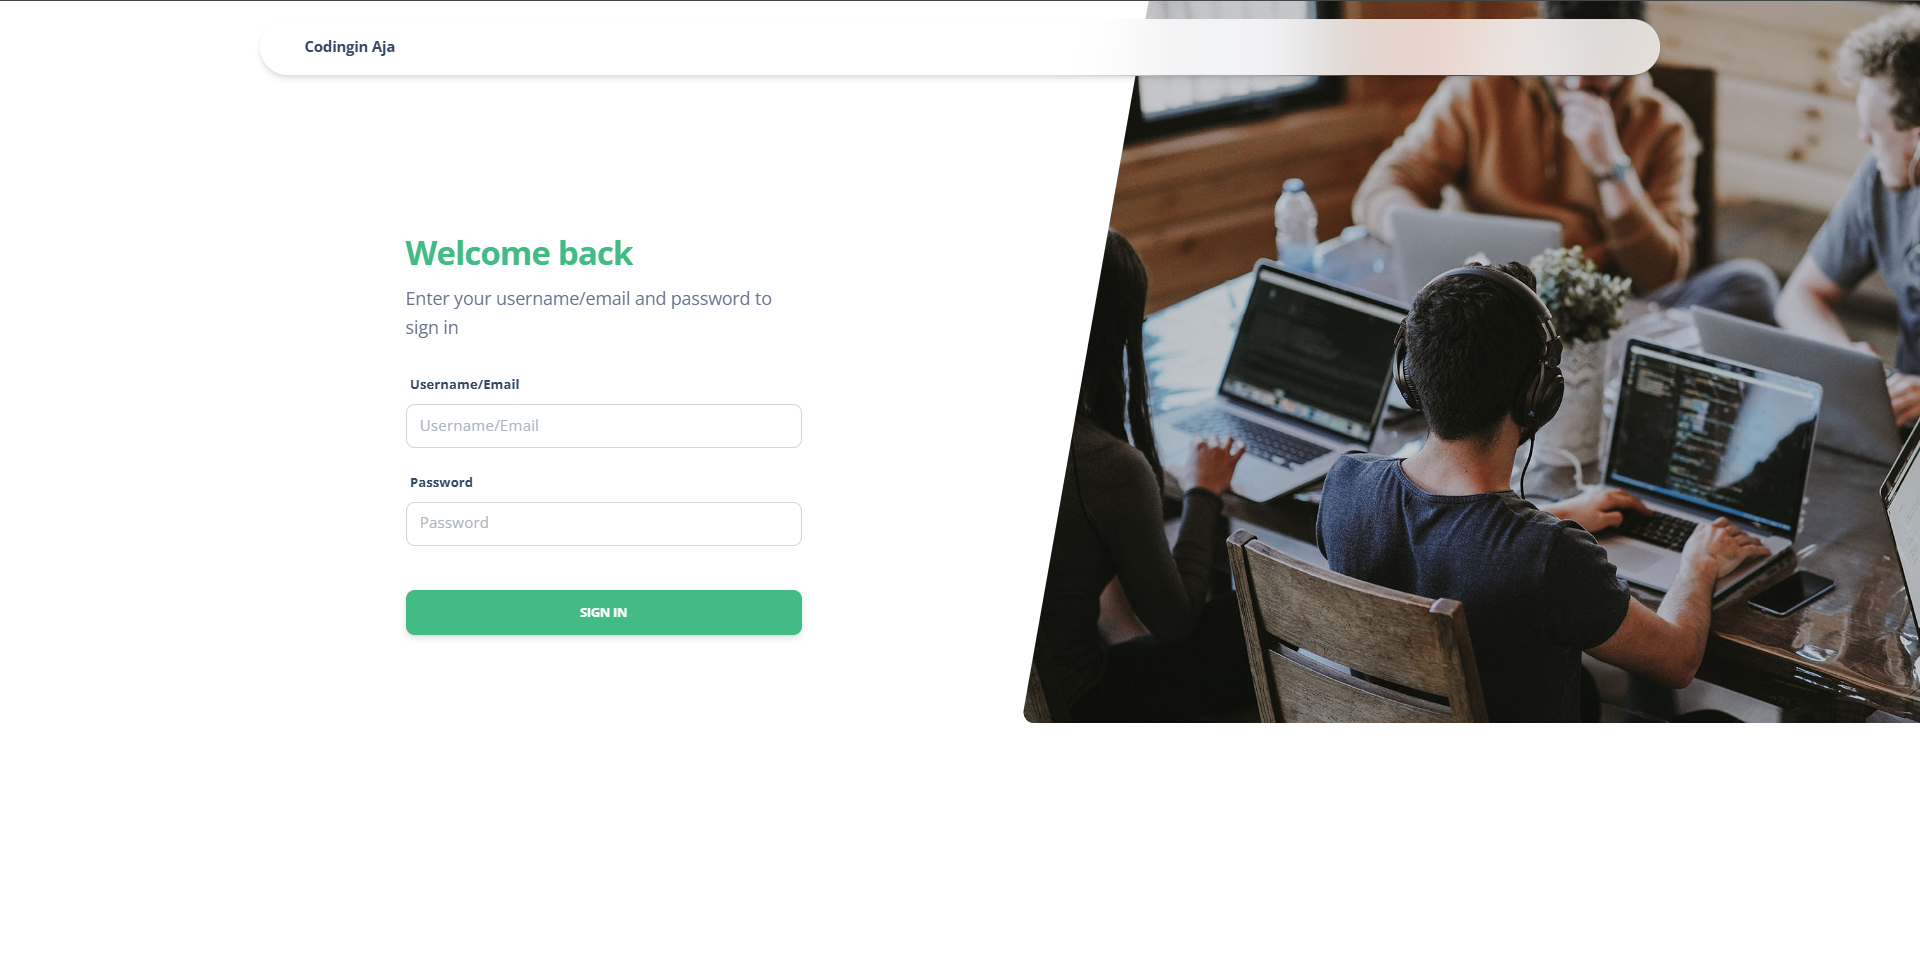 Codingin Aja
Welcome back
Enter your username/email and password to
sign in
Username/Email
Username/Email
Password
Password
SIGN IN